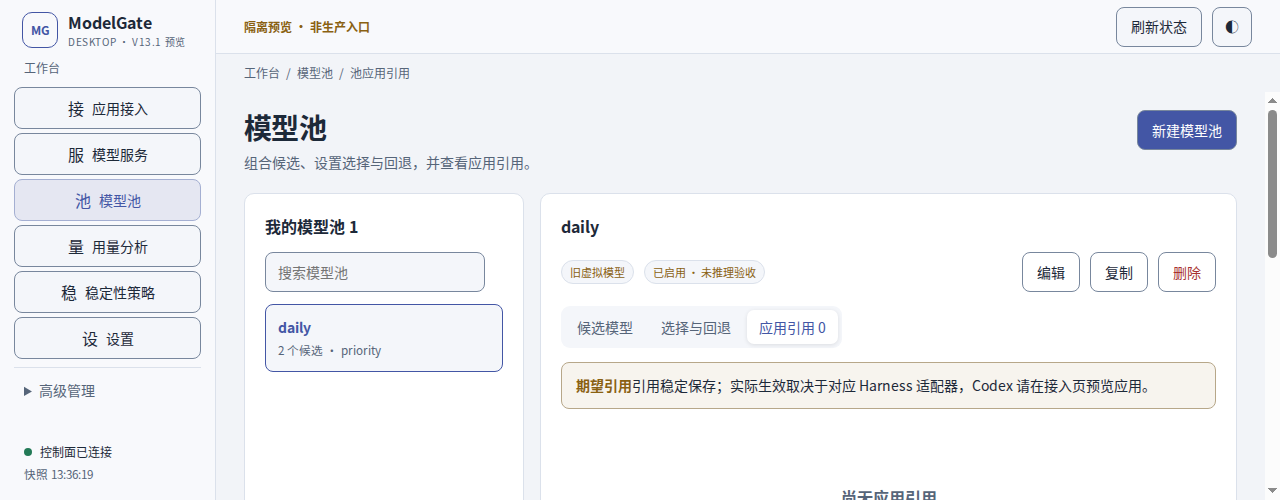 MG
ModelGate
DESKTOP · V13.1 预览
工作台
接 应用接入
服 模型服务
池 模型池
量 用量分析
稳 稳定性策略
设 设置
▶ 高级管理
控制面已连接
快照 13:36:19
隔离预览 · 非生产入口
刷新状态
工作台 / 模型池 / 池应用引用
模型池
新建模型池
组合候选、设置选择与回退，并查看应用引用。
我的模型池 1
搜索模型池
daily
2 个候选 · priority
daily
旧虚拟模型
已启用 · 未推理验收
编辑
复制
删除
候选模型
选择与回退
应用引用 0
期望引用引用稳定保存；实际生效取决于对应 Harness 适配器，Codex 请在接入页预览应用。
尚无应用引用